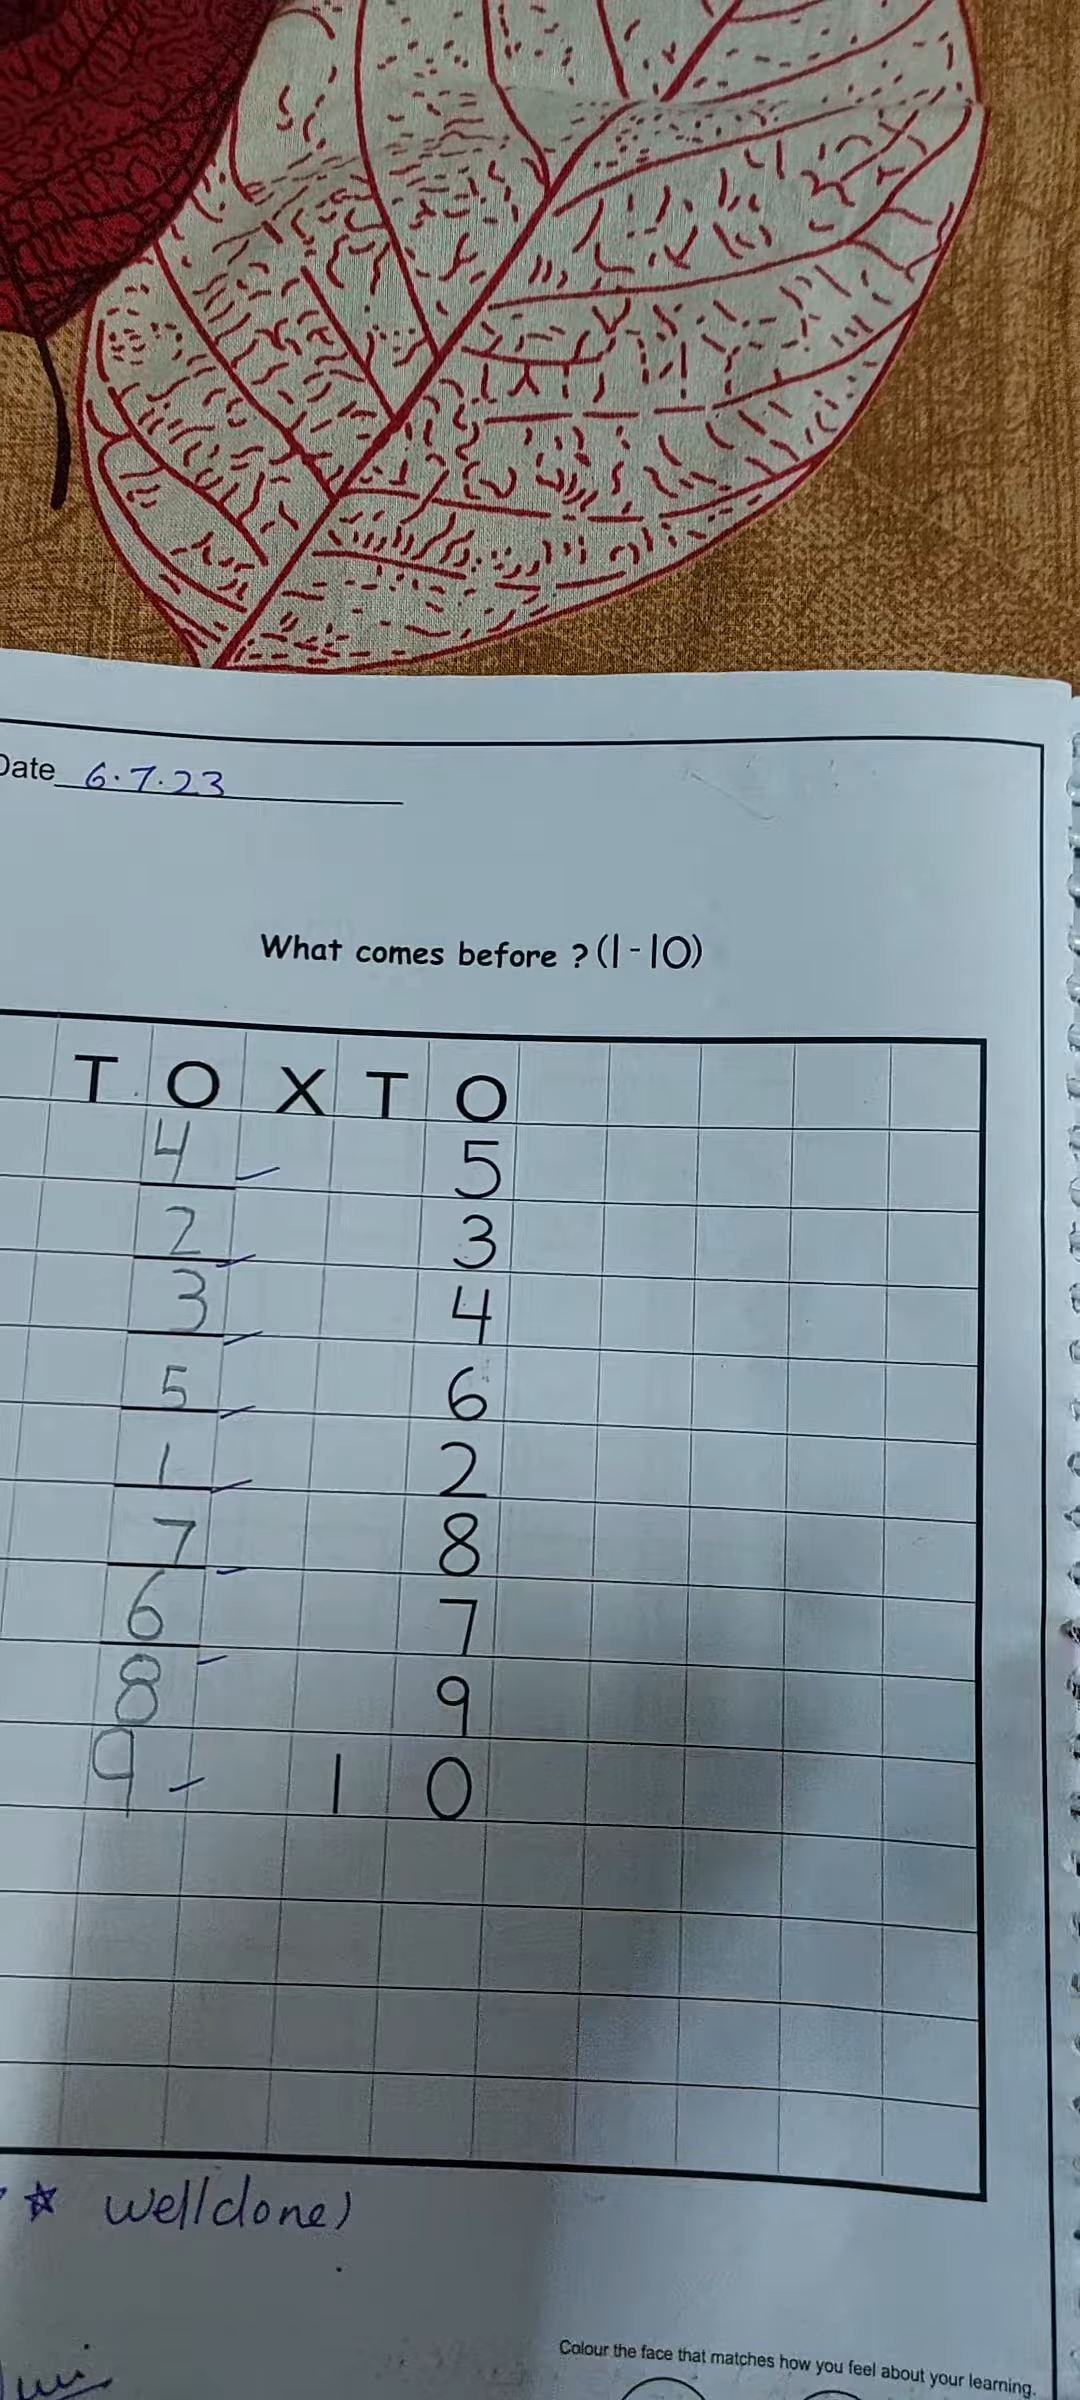 Date 6.7.23
What comes before ? (1-10)
T O X T O
4 5
2 3
3 4
5 6
1 2
7 8
6 7
8 9
9 10
welldone)
Colour the face that matches how you feel about your learning.